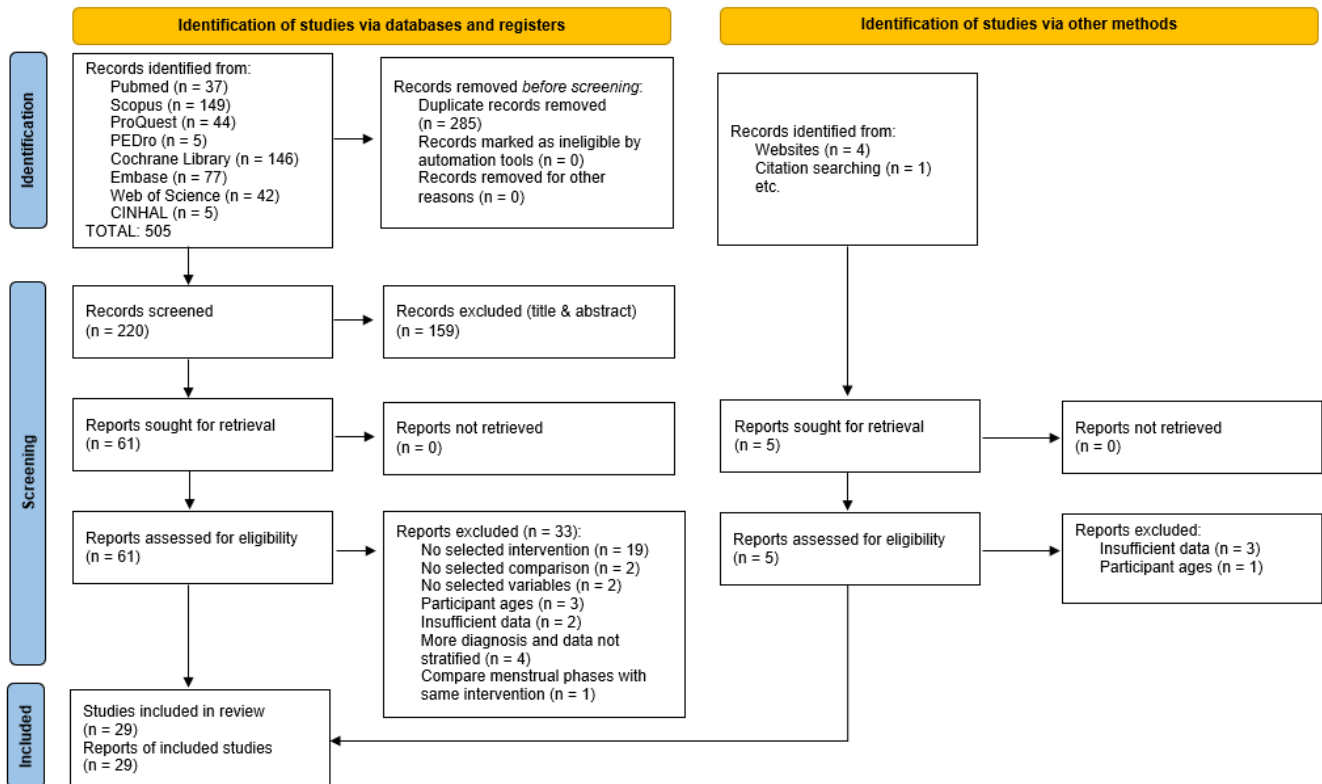 Identification of studies via databases and registers
Identification of studies via other methods
Identification
Records identified from:
Pubmed (n = 37)
Scopus (n = 149)
ProQuest (n = 44)
PEDro (n = 5)
Cochrane Library (n = 146)
Embase (n = 77)
Web of Science (n = 42)
CINHAL (n = 5)
TOTAL: 505
Records removed before screening:
Duplicate records removed
(n = 285)
Records marked as ineligible by
automation tools (n = 0)
Records removed for other
reasons (n = 0)
Records identified from:
Websites (n = 4)
Citation searching (n = 1)
etc.
Screening
Records screened
(n = 220)
Records excluded (title & abstract)
(n = 159)
Reports sought for retrieval
(n = 61)
Reports not retrieved
(n = 0)
Reports sought for retrieval
(n = 5)
Reports not retrieved
(n = 0)
Reports assessed for eligibility
(n = 61)
Reports excluded (n = 33):
No selected intervention (n = 19)
No selected comparison (n = 2)
No selected variables (n = 2)
Participant ages (n = 3)
Insufficient data (n = 2)
More diagnosis and data not
stratified (n = 4)
Compare menstrual phases with
same intervention (n = 1)
Reports assessed for eligibility
(n = 5)
Reports excluded:
Insufficient data (n = 3)
Participant ages (n = 1)
Included
Studies included in review
(n = 29)
Reports of included studies
(n = 29)